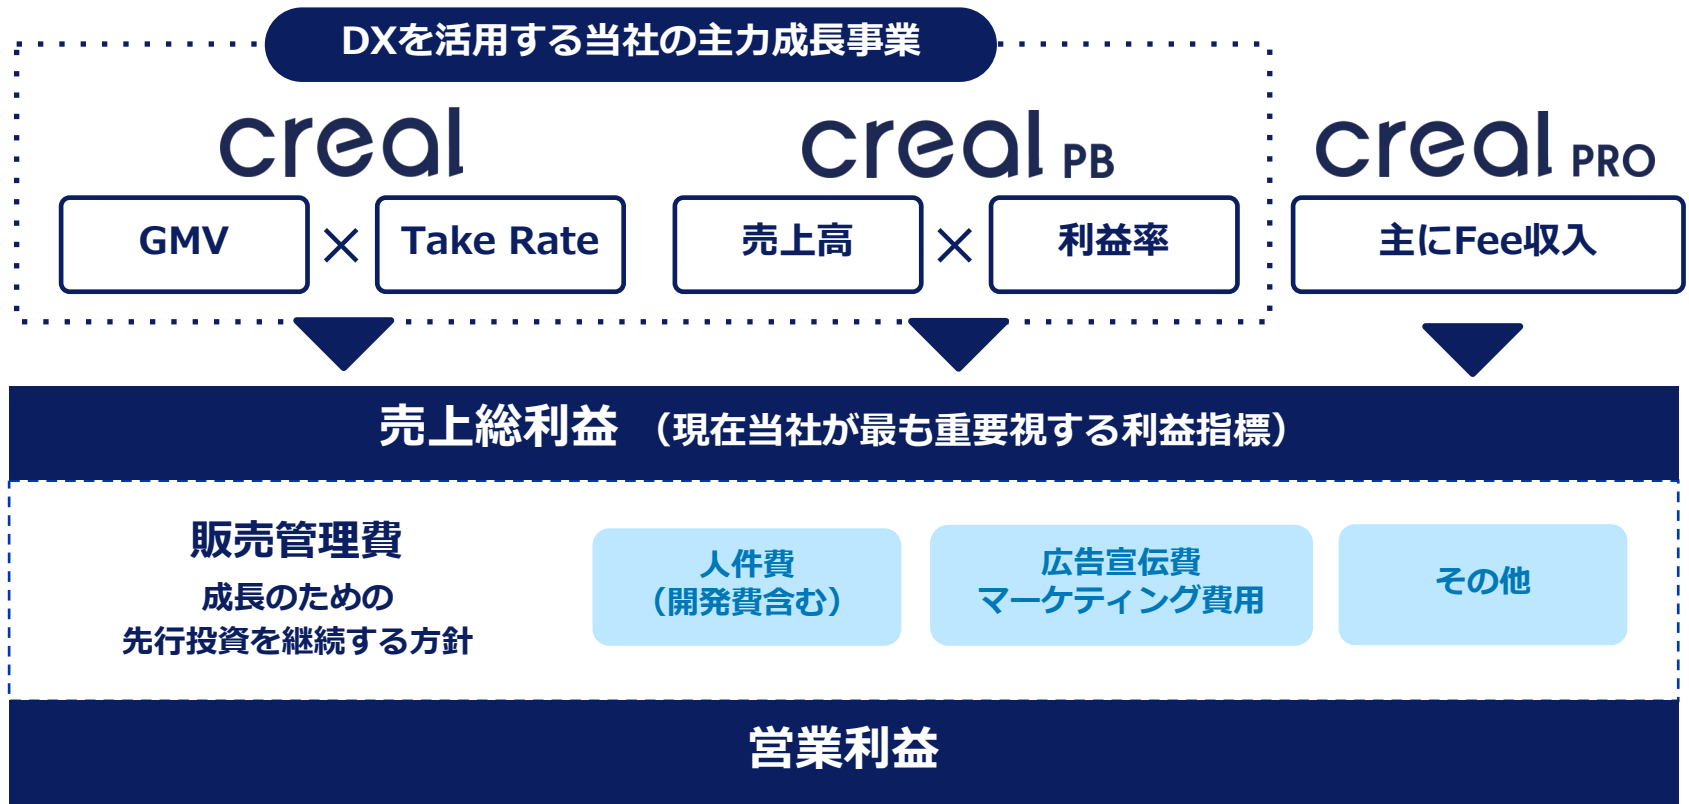 DXを活用する当社の主力成長事業
creal
creal PB
creal PRO
GMV × Take Rate
売上高 × 利益率
主にFee収入
売上総利益 （現在当社が最も重要視する利益指標）
販売管理費
成長のための
先行投資を継続する方針
人件費
（開発費含む）
広告宣伝費
マーケティング費用
その他
営業利益